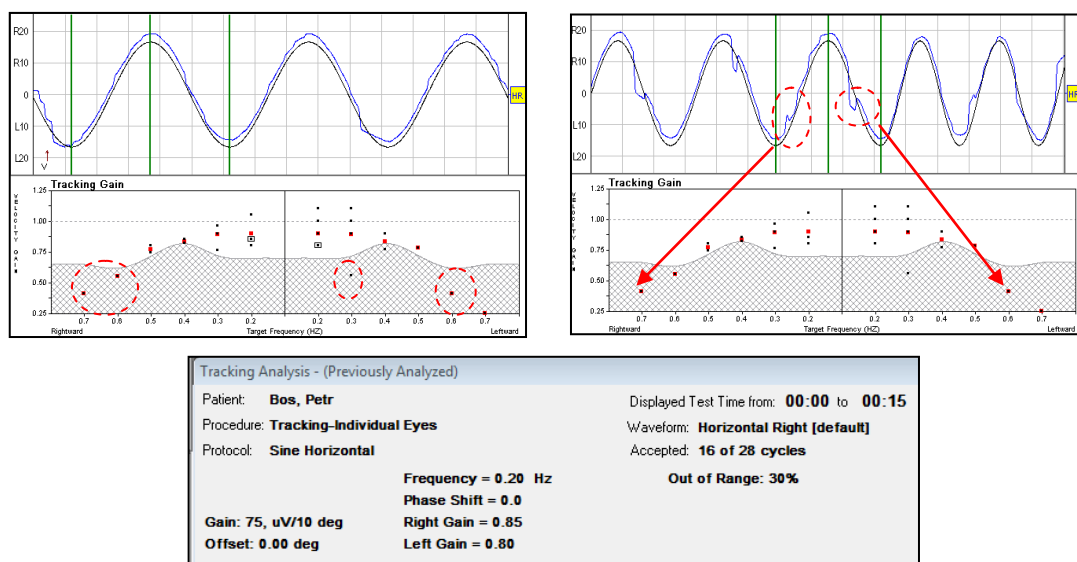 R20
R10
0
L10
L20
HR
V
Tracking Gain
1.25
1.00
0.75
0.50
0.25
VELOCITY GAIN
0.7 0.6 0.5 0.4 0.3 0.2 0.2 0.3 0.4 0.5 0.6 0.7
Rightward Target Frequency (HZ) Leftward
R20
R10
0
L10
L20
HR
Tracking Gain
1.25
1.00
0.75
0.50
0.25
VELOCITY GAIN
0.7 0.6 0.5 0.4 0.3 0.2 0.2 0.3 0.4 0.5 0.6 0.7
Rightward Target Frequency (HZ) Leftward
Tracking Analysis - (Previously Analyzed)
Patient: Bos, Petr Displayed Test Time from: 00:00 to 00:15
Procedure: Tracking-Individual Eyes Waveform: Horizontal Right [default]
Protocol: Sine Horizontal Accepted: 16 of 28 cycles
Frequency = 0.20 Hz Out of Range: 30%
Phase Shift = 0.0
Gain: 75, uV/10 deg Right Gain = 0.85
Offset: 0.00 deg Left Gain = 0.80